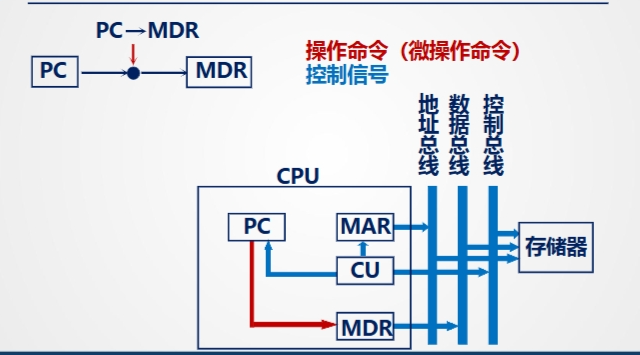 PC→MDR
PC
MDR
操作命令（微操作命令）
控制信号
地址总线
数据总线
控制总线
CPU
PC
MAR
CU
MDR
存储器